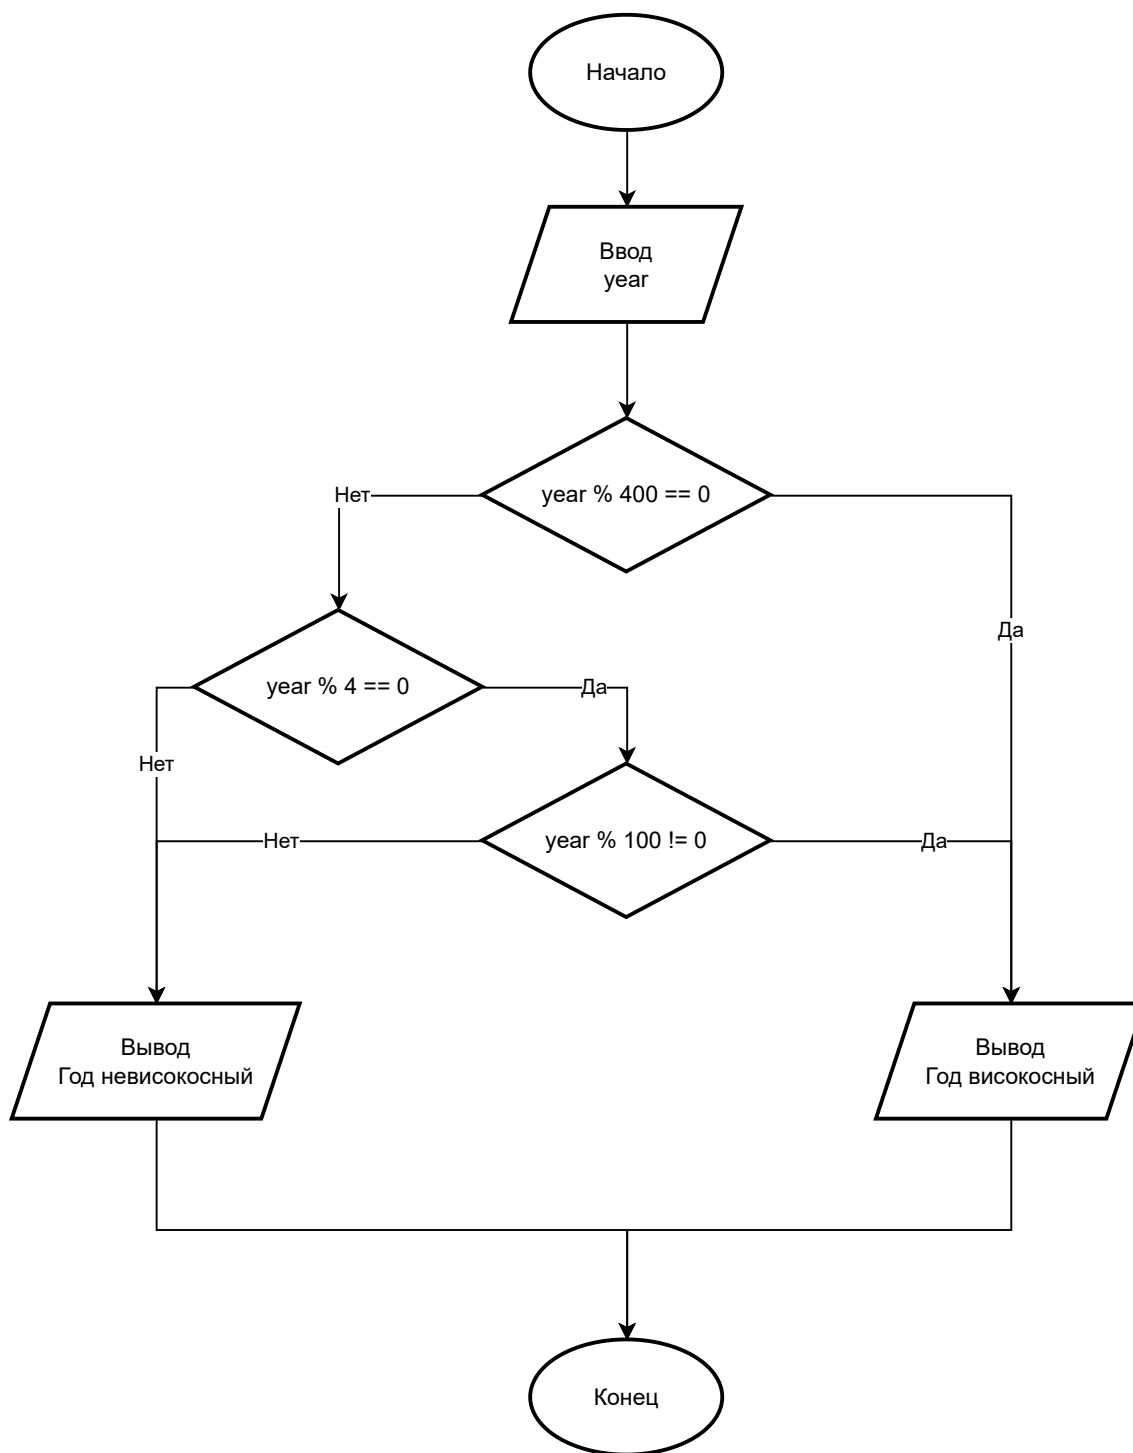 Начало
Ввод
year
year % 400 == 0
Нет
Да
year % 4 == 0
Да
Нет
year % 100 != 0
Нет
Да
Вывод
Год невисокосный
Вывод
Год високосный
Конец